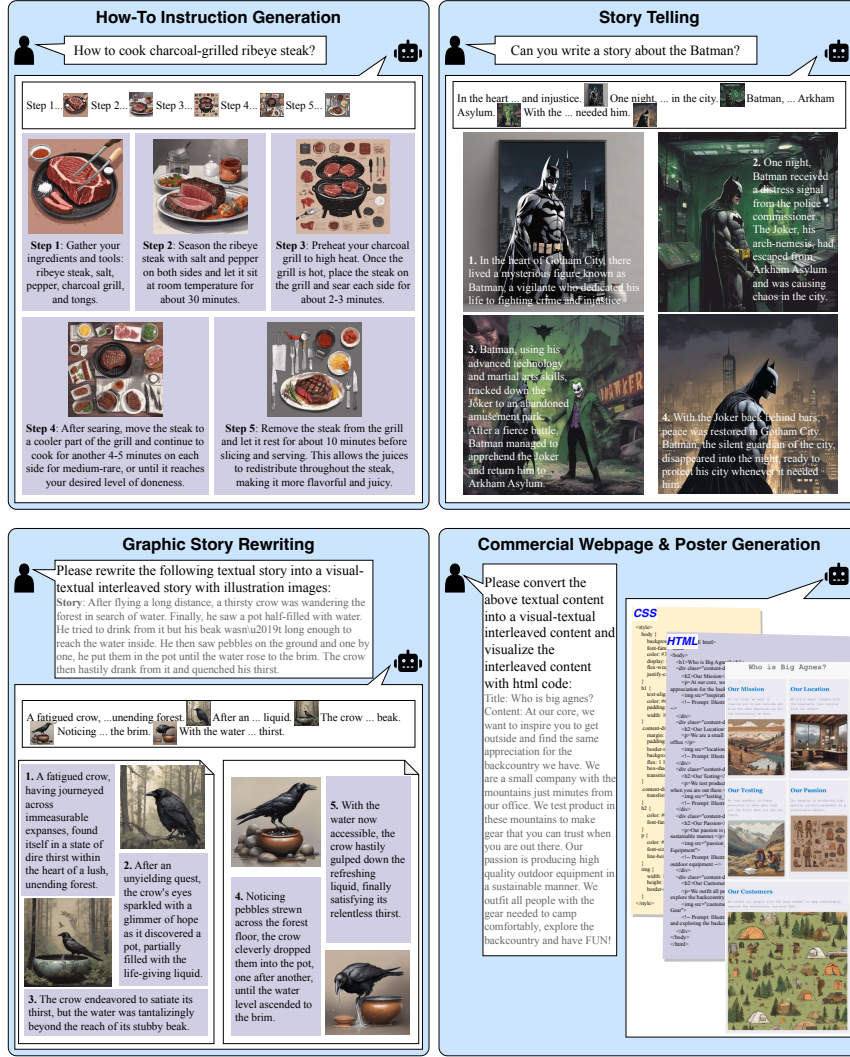 How-To Instruction Generation
How to cook charcoal-grilled ribeye steak?
Step 1... Step 2... Step 3... Step 4... Step 5...
Step 1: Gather your
ingredients and tools:
ribeye steak, salt,
pepper, charcoal grill,
and tongs.
Step 2: Season the ribeye
steak with salt and pepper
on both sides and let it sit
at room temperature for
about 30 minutes.
Step 3: Preheat your charcoal
grill to high heat. Once the
grill is hot, place the steak on
the grill and sear each side for
about 2-3 minutes.
Step 4: After searing, move the steak to
a cooler part of the grill and continue to
cook for another 4-5 minutes on each
side for medium-rare, or until it reaches
your desired level of doneness.
Step 5: Remove the steak from the grill
and let it rest for about 10 minutes before
slicing and serving. This allows the juices
to redistribute throughout the steak,
making it more flavorful and juicy.
Story Telling
Can you write a story about the Batman?
In the heart ... and injustice. One night, ... in the city. Batman, ... Arkham
Asylum. With the ... needed him.
1. In the heart of Gotham City, there
lived a mysterious figure known as
Batman, a vigilante who dedicated his
life to fighting crime and injustice.
2. One night,
Batman received
a distress signal
from the police
commissioner.
The Joker, his
arch-nemesis, had
escaped from
Arkham Asylum
and was causing
chaos in the city.
3. Batman, using his
advanced technology
and martial arts skills,
tracked down the
Joker to an abandoned
amusement park.
After a fierce battle,
Batman managed to
apprehend the Joker
and return him to
Arkham Asylum.
4. With the Joker back behind bars,
peace was restored in Gotham City.
Batman, the silent guardian of the city,
disappeared into the night, ready to
protect his city whenever it needed
him.
Graphic Story Rewriting
Please rewrite the following textual story into a visual-
textual interleaved story with illustration images:
Story: After flying a long distance, a thirsty crow was wandering the
forest in search of water. Finally, he saw a pot half-filled with water.
He tried to drink from it but his beak wasn\u2019t long enough to
reach the water inside. He then saw pebbles on the ground and one by
one, he put them in the pot until the water rose to the brim. The crow
then hastily drank from it and quenched his thirst.
A fatigued crow, ...unending forest. After an ... liquid. The crow ... beak.
Noticing ... the brim. With the water ... thirst.
1. A fatigued crow,
having journeyed
across
immeasurable
expanses, found
itself in a state of
dire thirst within
the heart of a lush,
unending forest.
2. After an
unyielding quest,
the crow's eyes
sparkled with a
glimmer of hope
as it discovered a
pot, partially
filled with the
life-giving liquid.
3. The crow endeavored to satiate its
thirst, but the water was tantalizingly
beyond the reach of its stubby beak.
4. Noticing
pebbles strewn
across the forest
floor, the crow
cleverly dropped
them into the pot,
one after another,
until the water
level ascended to
the brim.
5. With the
water now
accessible, the
crow hastily
gulped down the
refreshing
liquid, finally
satisfying its
relentless thirst.
Commercial Webpage & Poster Generation
Please convert the
above textual content
into a visual-textual
interleaved content and
visualize the
interleaved content
with html code:
Title: Who is big agnes?
Content: At our core, we
want to inspire you to get
outside and find the same
appreciation for the
backcountry we have. We
are a small company with the
mountains just minutes from
our office. We test product in
these mountains to make
gear that you can trust when
you are out there. Our
passion is producing high
quality outdoor equipment in
a sustainable manner. We
outfit all people with the
gear needed to camp
comfortably, explore the
backcountry and have FUN!
CSS
<style>
body {
HTML
Who is Big Agnes?
Our Mission
Our Location
Our Testing
Our Passion
Our Customers